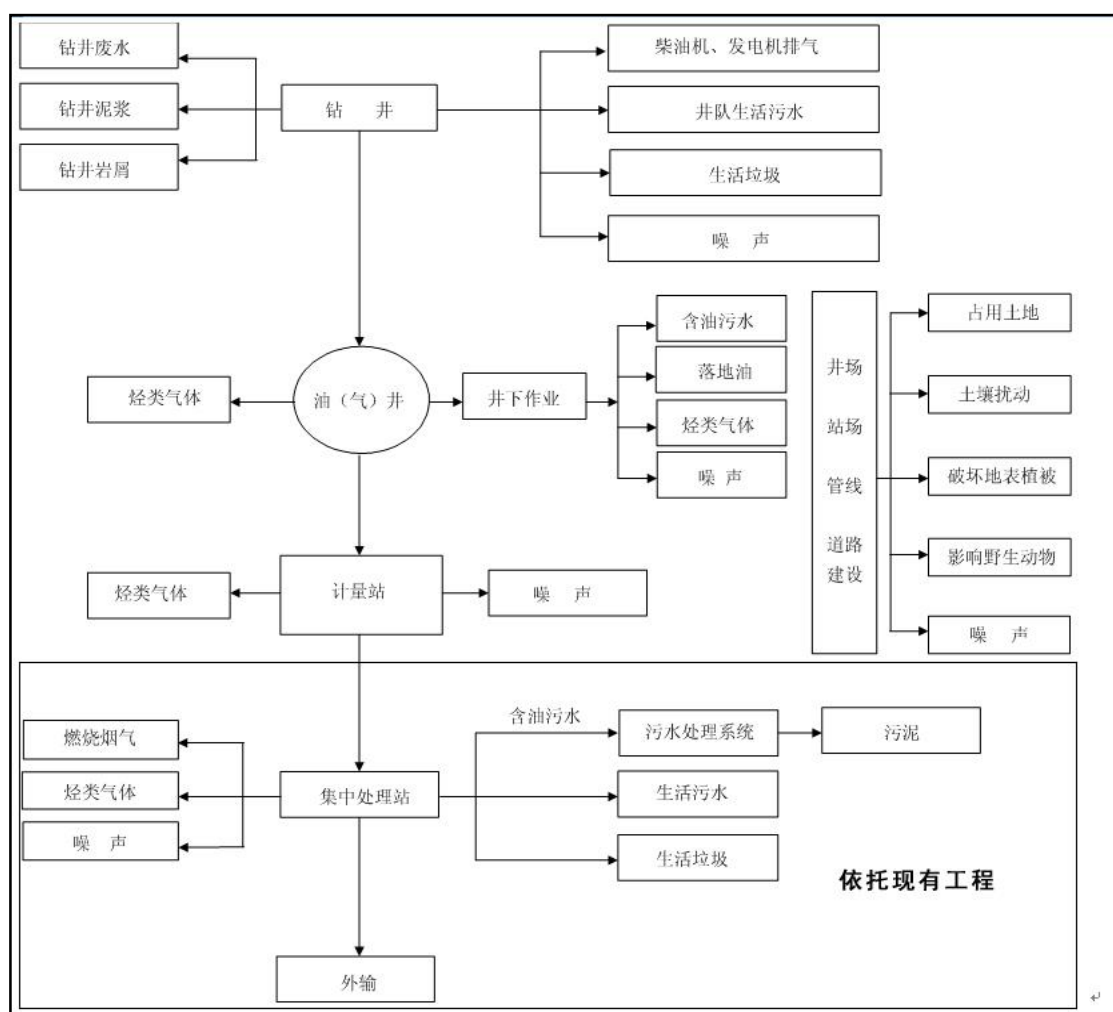 钻井废水
柴油机、发电机排气
钻井泥浆
钻 井
井队生活污水
钻井岩屑
生活垃圾
噪 声
含油污水
占用土地
落地油
井场
烃类气体
油（气）井
井下作业
土壤扰动
烃类气体
站场
噪 声
管线
破坏地表植被
道路
影响野生动物
建设
烃类气体
计量站
噪 声
噪 声
含油污水
燃烧烟气
污水处理系统
污泥
烃类气体
集中处理站
生活污水
噪 声
生活垃圾
依托现有工程
外输